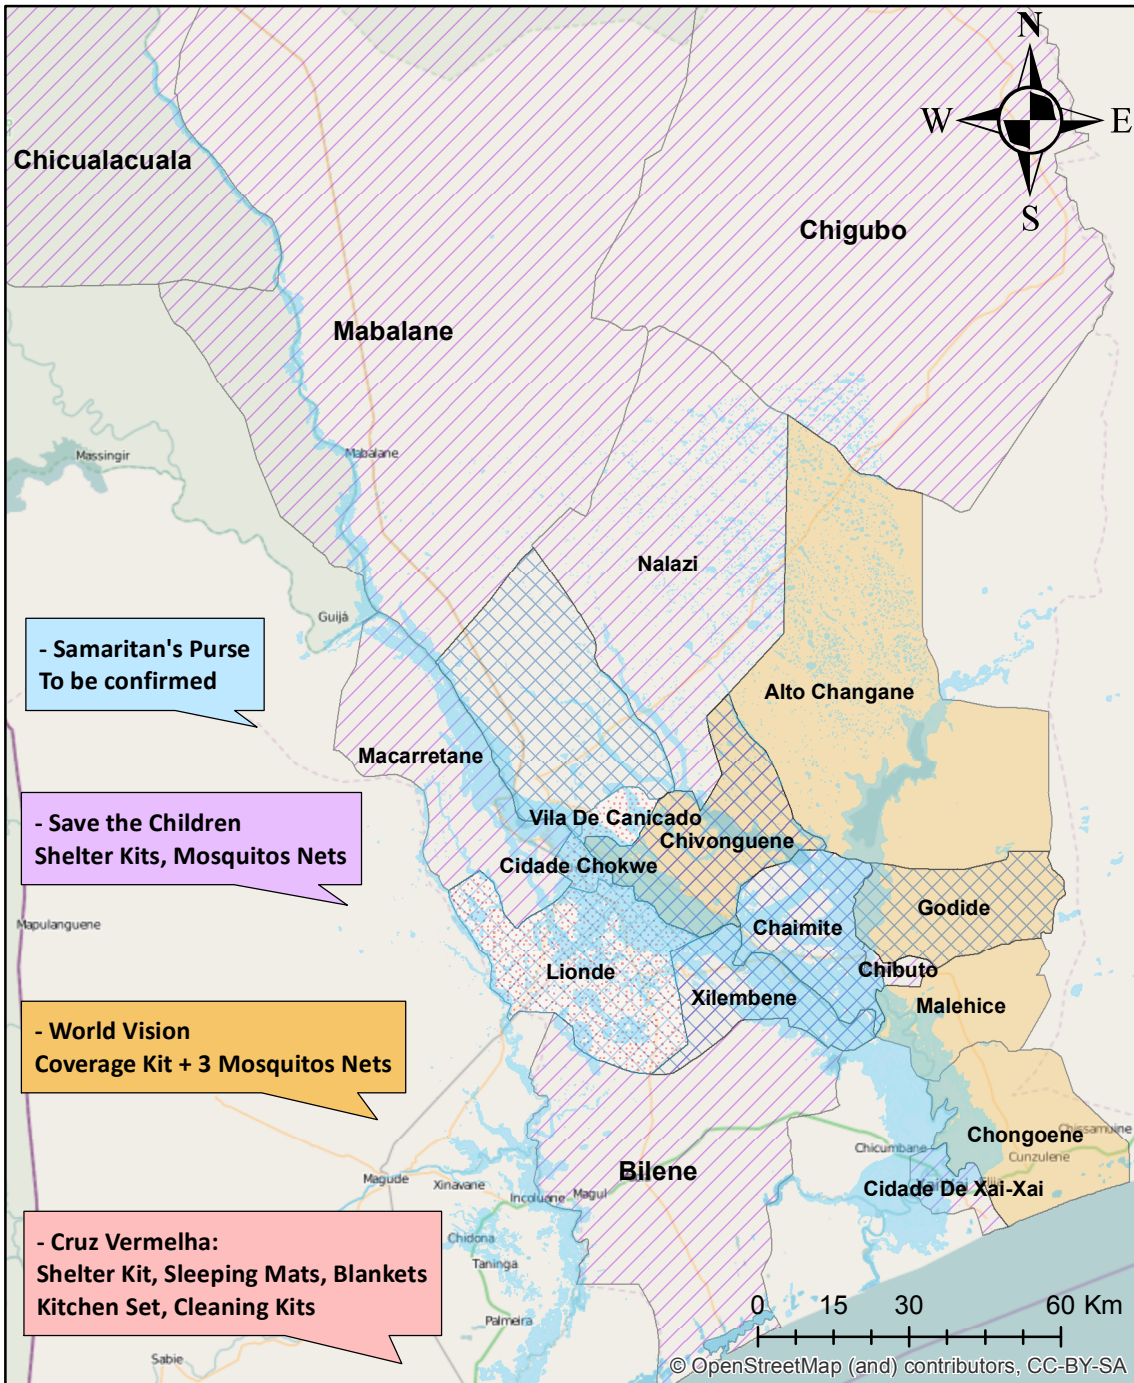 N
W
E
S
Chicualacuala
Chigubo
Mabalane
Massingir
Mabalane
Nalazi
Guijá
- Samaritan's Purse
To be confirmed
Alto Changane
Macarretane
- Save the Children
Shelter Kits, Mosquitos Nets
Vila De Canicado
Chivonguene
Cidade Chokwe
Godide
Mapulanguene
Chaimite
Chibuto
Lionde
Xilembene
Malehice
- World Vision
Coverage Kit + 3 Mosquitos Nets
Chongoene
Chissamuine
Chicumbane
Cunzulene
Bilene
Magude
Xinavane
Incoluane
Magul
Cidade De Xai-Xai
- Cruz Vermelha:
Shelter Kit, Sleeping Mats, Blankets
Kitchen Set, Cleaning Kits
Chidona
Taninga
Palmeira
Sabie
0 15 30 60 Km
© OpenStreetMap (and) contributors, CC-BY-SA